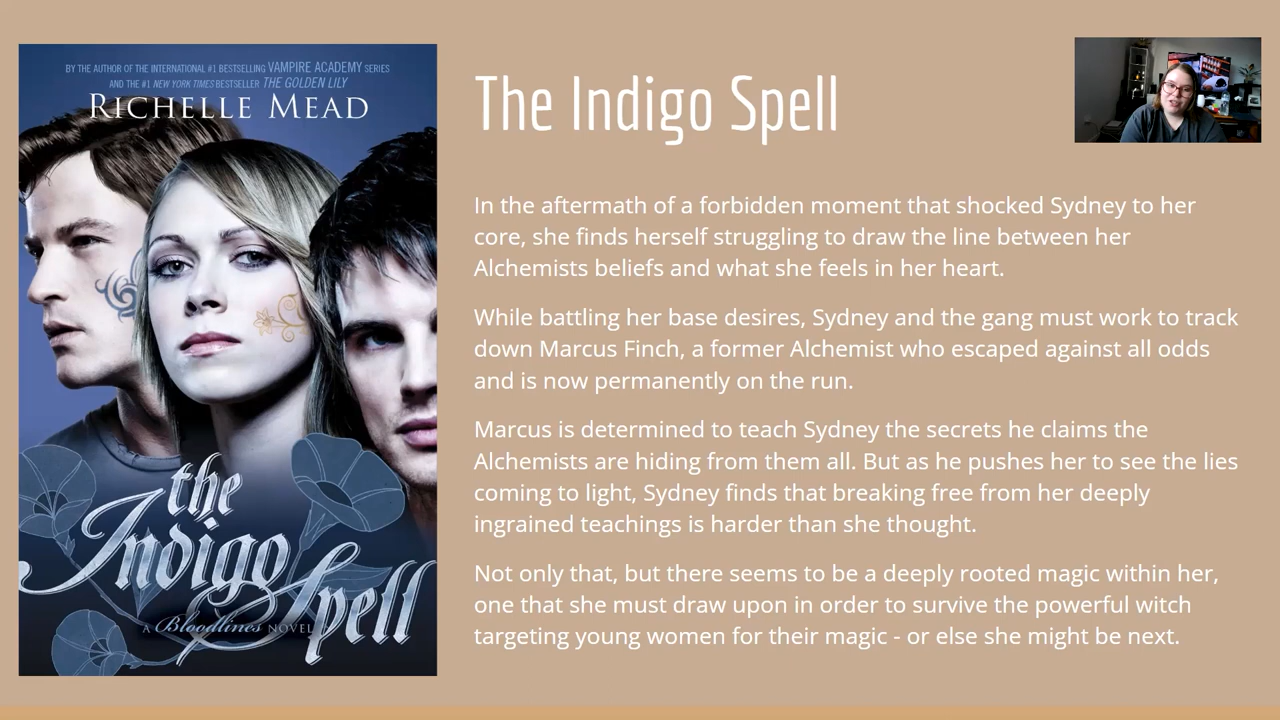 BY THE AUTHOR OF THE INTERNATIONAL #1 BESTSELLING VAMPIRE ACADEMY SERIES
AND THE #1 NEW YORK TIMES BESTSELLER THE GOLDEN LILY
RICHELLE MEAD
the
Indigo
Spell
A Bloodlines NOVEL
The Indigo Spell
In the aftermath of a forbidden moment that shocked Sydney to her
core, she finds herself struggling to draw the line between her
Alchemists beliefs and what she feels in her heart.
While battling her base desires, Sydney and the gang must work to track
down Marcus Finch, a former Alchemist who escaped against all odds
and is now permanently on the run.
Marcus is determined to teach Sydney the secrets he claims the
Alchemists are hiding from them all. But as he pushes her to see the lies
coming to light, Sydney finds that breaking free from her deeply
ingrained teachings is harder than she thought.
Not only that, but there seems to be a deeply rooted magic within her,
one that she must draw upon in order to survive the powerful witch
targeting young women for their magic - or else she might be next.